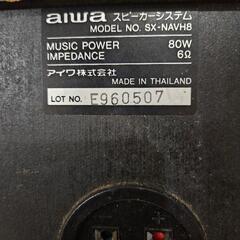 aiwa スピーカーシステム
MODEL NO. SX-NAVH8
MUSIC POWER 80W
IMPEDANCE 6Ω
アイワ株式会社
MADE IN THAILAND
LOT NO. E960507
- +